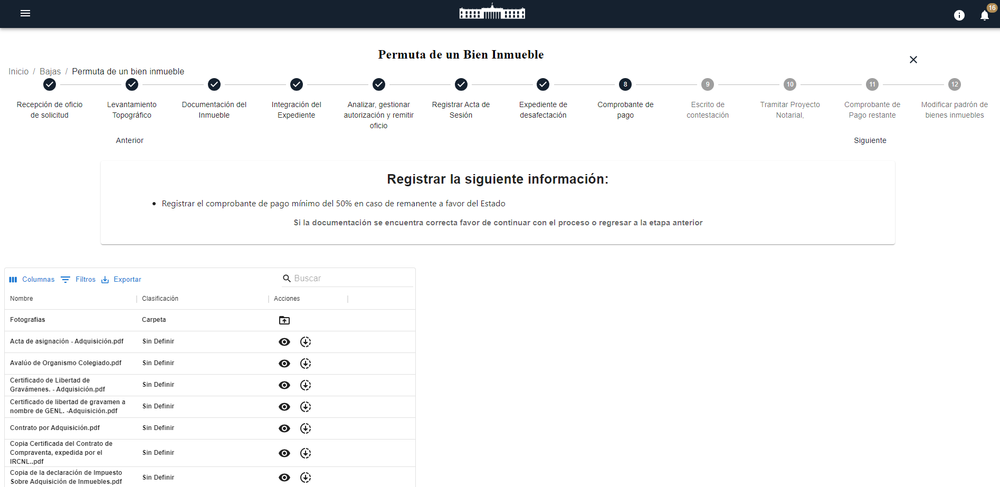 16
Permuta de un Bien Inmueble
Inicio / Bajas / Permuta de un bien inmueble
8 9 10 11 12
Recepción de oficio
de solicitud
Levantamiento
Topográfico
Documentación del
Inmueble
Integración del
Expediente
Analizar, gestionar
autorización y remitir
oficio
Registrar Acta de
Sesión
Expediente de
desafectación
Comprobante de
pago
Escrito de
contestación
Tramitar Proyecto
Notarial,
Comprobante de
Pago restante
Modificar padrón de
bienes inmuebles
Anterior
Siguiente
Registrar la siguiente información:
• Registrar el comprobante de pago mínimo del 50% en caso de remanente a favor del Estado
Si la documentación se encuentra correcta favor de continuar con el proceso o regresar a la etapa anterior
Columnas Filtros Exportar Buscar
Nombre Clasificación Acciones
Fotografias Carpeta
Acta de asignación - Adquisición.pdf Sin Definir
Avalúo de Organismo Colegiado.pdf Sin Definir
Certificado de Libertad de
Gravámenes. - Adquisición.pdf
Sin Definir
Certificado de libertad de gravamen a
nombre de GENL. -Adquisición.pdf
Sin Definir
Contrato por Adquisición.pdf Sin Definir
Copia Certificada del Contrato de
Compraventa, expedida por el
IRCNL..pdf
Sin Definir
Copia de la declaración de Impuesto
Sobre Adquisición de Inmuebles.pdf
Sin Definir